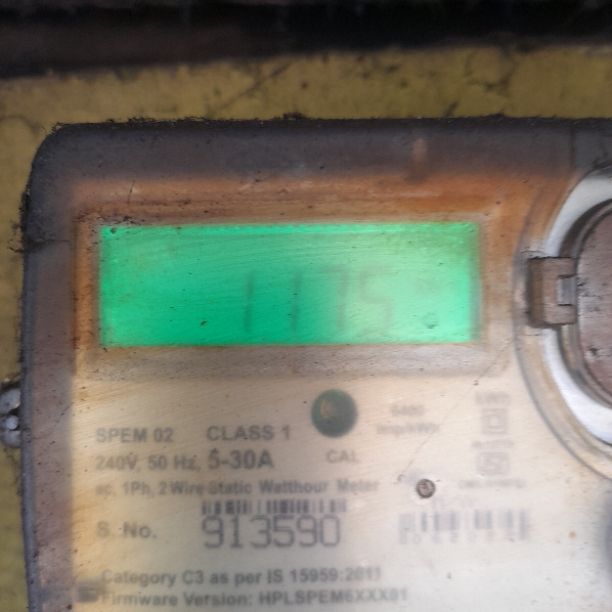 1175
SPEM 02 CLASS 1
240V, 50 Hz, 5-30A CAL
ac, 1Ph, 2 Wire Static Watthour Meter
S. No. 913590
Category C3 as per IS 15959:2011
Firmware Version: HPLSPEM6XXX01